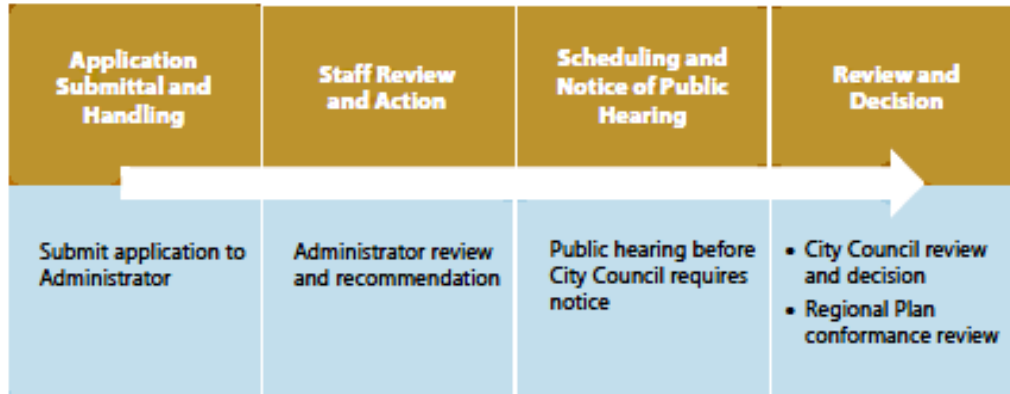 Application
Submittal and
Handling
Staff Review
and Action
Scheduling and
Notice of Public
Hearing
Review and
Decision
Submit application to
Administrator
Administrator review
and recommendation
Public hearing before
City Council requires
notice
• City Council review
and decision
• Regional Plan
conformance review